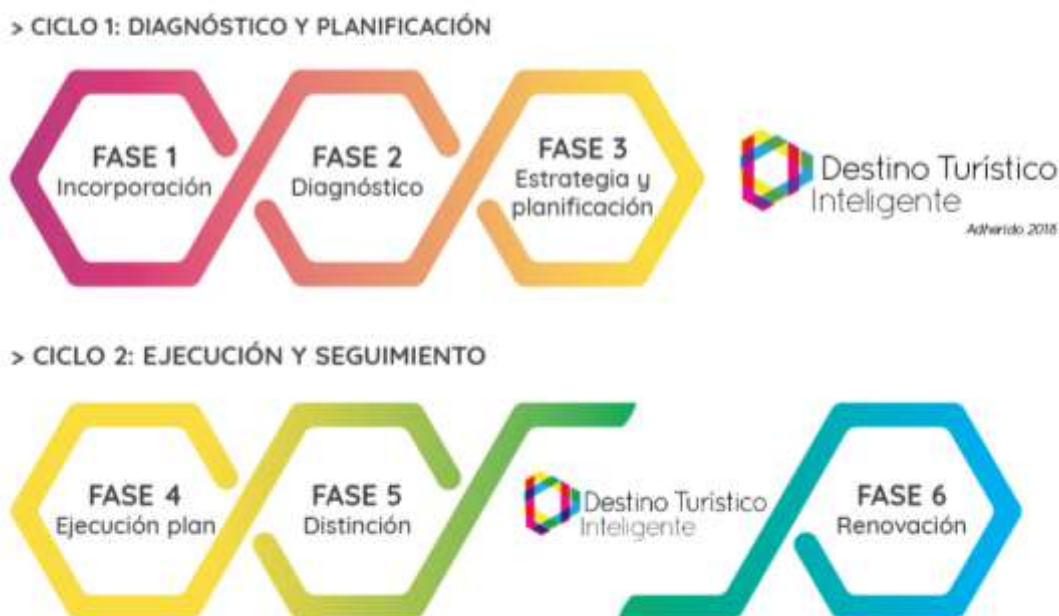 > CICLO 1: DIAGNÓSTICO Y PLANIFICACIÓN
FASE 1
Incorporación
FASE 2
Diagnóstico
FASE 3
Estrategia y
planificación
Destino Turístico
Inteligente
Adherido 2018
> CICLO 2: EJECUCIÓN Y SEGUIMIENTO
FASE 4
Ejecución plan
FASE 5
Distinción
Destino Turístico
Inteligente
FASE 6
Renovación